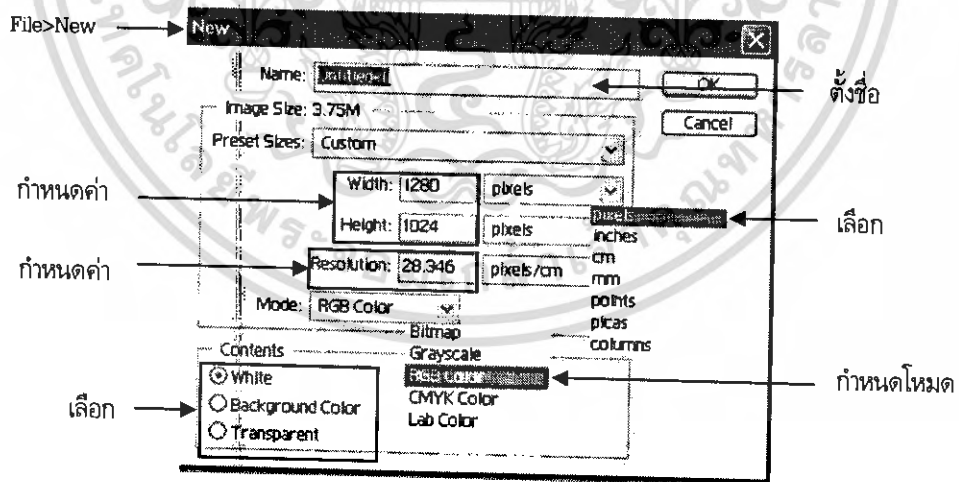 File>New
New
Name: Untitled-1
OK
ตั้งชื่อ
Image Size: 3.75M
Cancel
Preset Sizes: Custom
กำหนดค่า
Width: 1280 pixels
pixels
inches
cm
mm
points
picas
columns
เลือก
Height: 1024 pixels
กำหนดค่า
Resolution: 28.346 pixels/cm
Mode: RGB Color
Bitmap
Grayscale
RGB Color
CMYK Color
Lab Color
กำหนดโหมด
Contents
เลือก
White
Background Color
Transparent